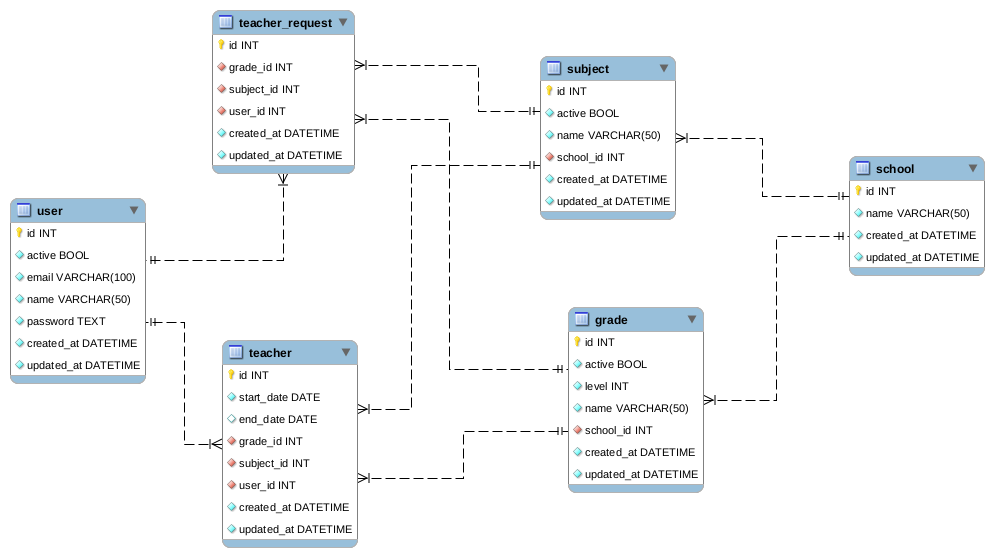 teacher_request
id INT
grade_id INT
subject_id INT
user_id INT
created_at DATETIME
updated_at DATETIME
subject
id INT
active BOOL
name VARCHAR(50)
school_id INT
created_at DATETIME
updated_at DATETIME
school
id INT
name VARCHAR(50)
created_at DATETIME
updated_at DATETIME
user
id INT
active BOOL
email VARCHAR(100)
name VARCHAR(50)
password TEXT
created_at DATETIME
updated_at DATETIME
teacher
id INT
start_date DATE
end_date DATE
grade_id INT
subject_id INT
user_id INT
created_at DATETIME
updated_at DATETIME
grade
id INT
active BOOL
level INT
name VARCHAR(50)
school_id INT
created_at DATETIME
updated_at DATETIME